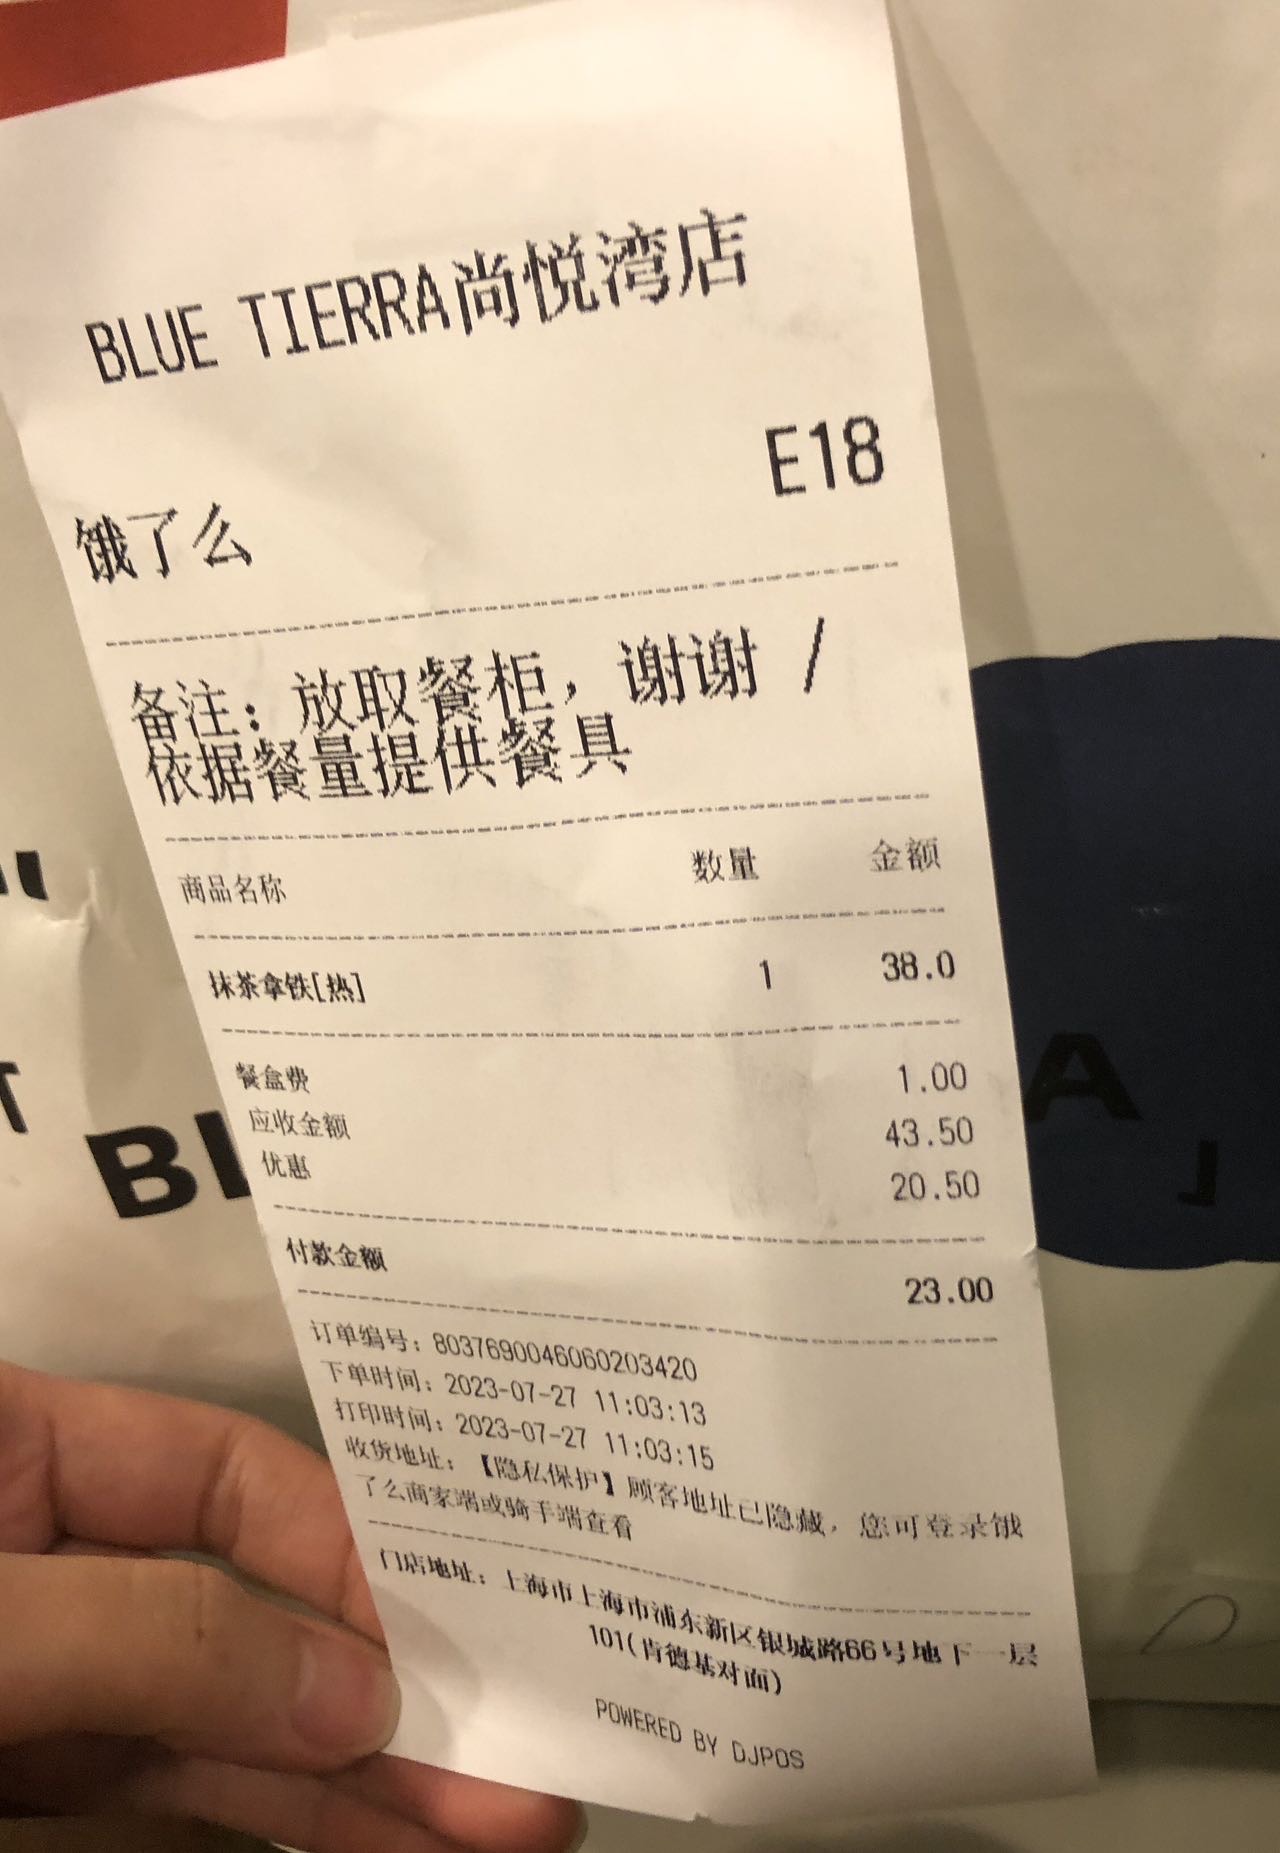 BLUE TIERRA尚悦湾店
E18
饿了么
备注：放取餐柜，谢谢 /
依据餐量提供餐具
商品名称 数量 金额
抹茶拿铁[热] 1 38.0
餐盒费 1.00
应收金额 43.50
优惠 20.50
付款金额 23.00
订单编号：8037690046060203420
下单时间：2023-07-27 11:03:13
打印时间：2023-07-27 11:03:15
收货地址：【隐私保护】顾客地址已隐藏，您可登录饿
了么商家端或骑手端查看
门店地址：上海市上海市浦东新区银城路66号地下一层
101(肯德基对面)
POWERED BY DJPOS
T
BL
A
J